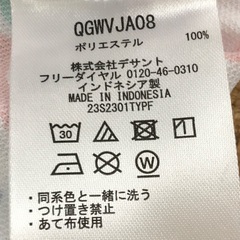 QGWVJA08
ポリエステル 100%
株式会社デサント
フリーダイヤル 0120-46-0310
インドネシア製
MADE IN INDONESIA
23S2301TYPF
30 W
・同系色と一緒に洗う
・つけ置き禁止
・あて布使用